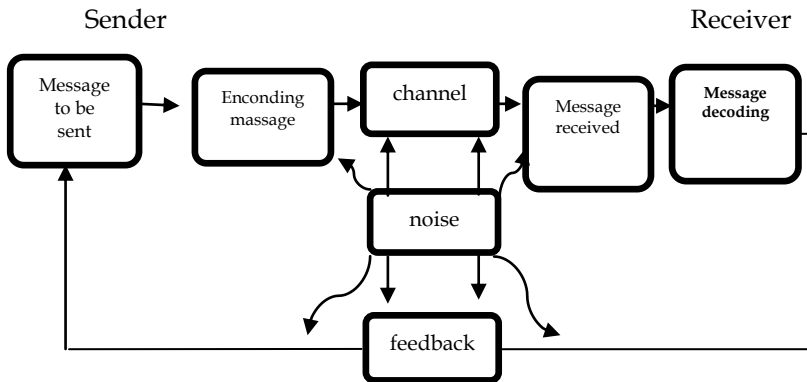 Sender
Receiver
Message
to be
sent
Enconding
massage
channel
Message
received
Message
decoding
noise
feedback